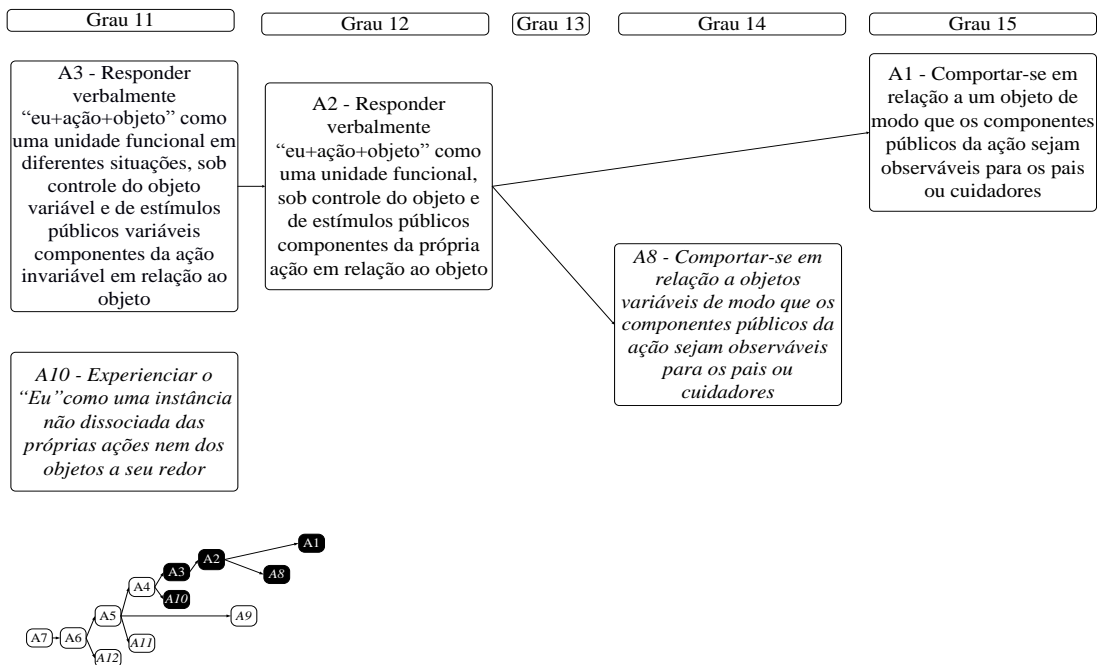 Grau 11
Grau 12
Grau 13
Grau 14
Grau 15
A3 - Responder
verbalmente
“eu+ação+objeto” como
uma unidade funcional em
diferentes situações, sob
controle do objeto
variável e de estímulos
públicos variáveis
componentes da ação
invariável em relação ao
objeto
A2 - Responder
verbalmente
“eu+ação+objeto” como
uma unidade funcional,
sob controle do objeto e
de estímulos públicos
componentes da própria
ação em relação ao objeto
A1 - Comportar-se em
relação a um objeto de
modo que os componentes
públicos da ação sejam
observáveis para os pais
ou cuidadores
A8 - Comportar-se em
relação a objetos
variáveis de modo que os
componentes públicos da
ação sejam observáveis
para os pais ou
cuidadores
A10 - Experienciar o
“Eu”como uma instância
não dissociada das
próprias ações nem dos
objetos a seu redor
A1
A2
A3
A8
A4
A10
A5
A9
A7
A6
A11
A12